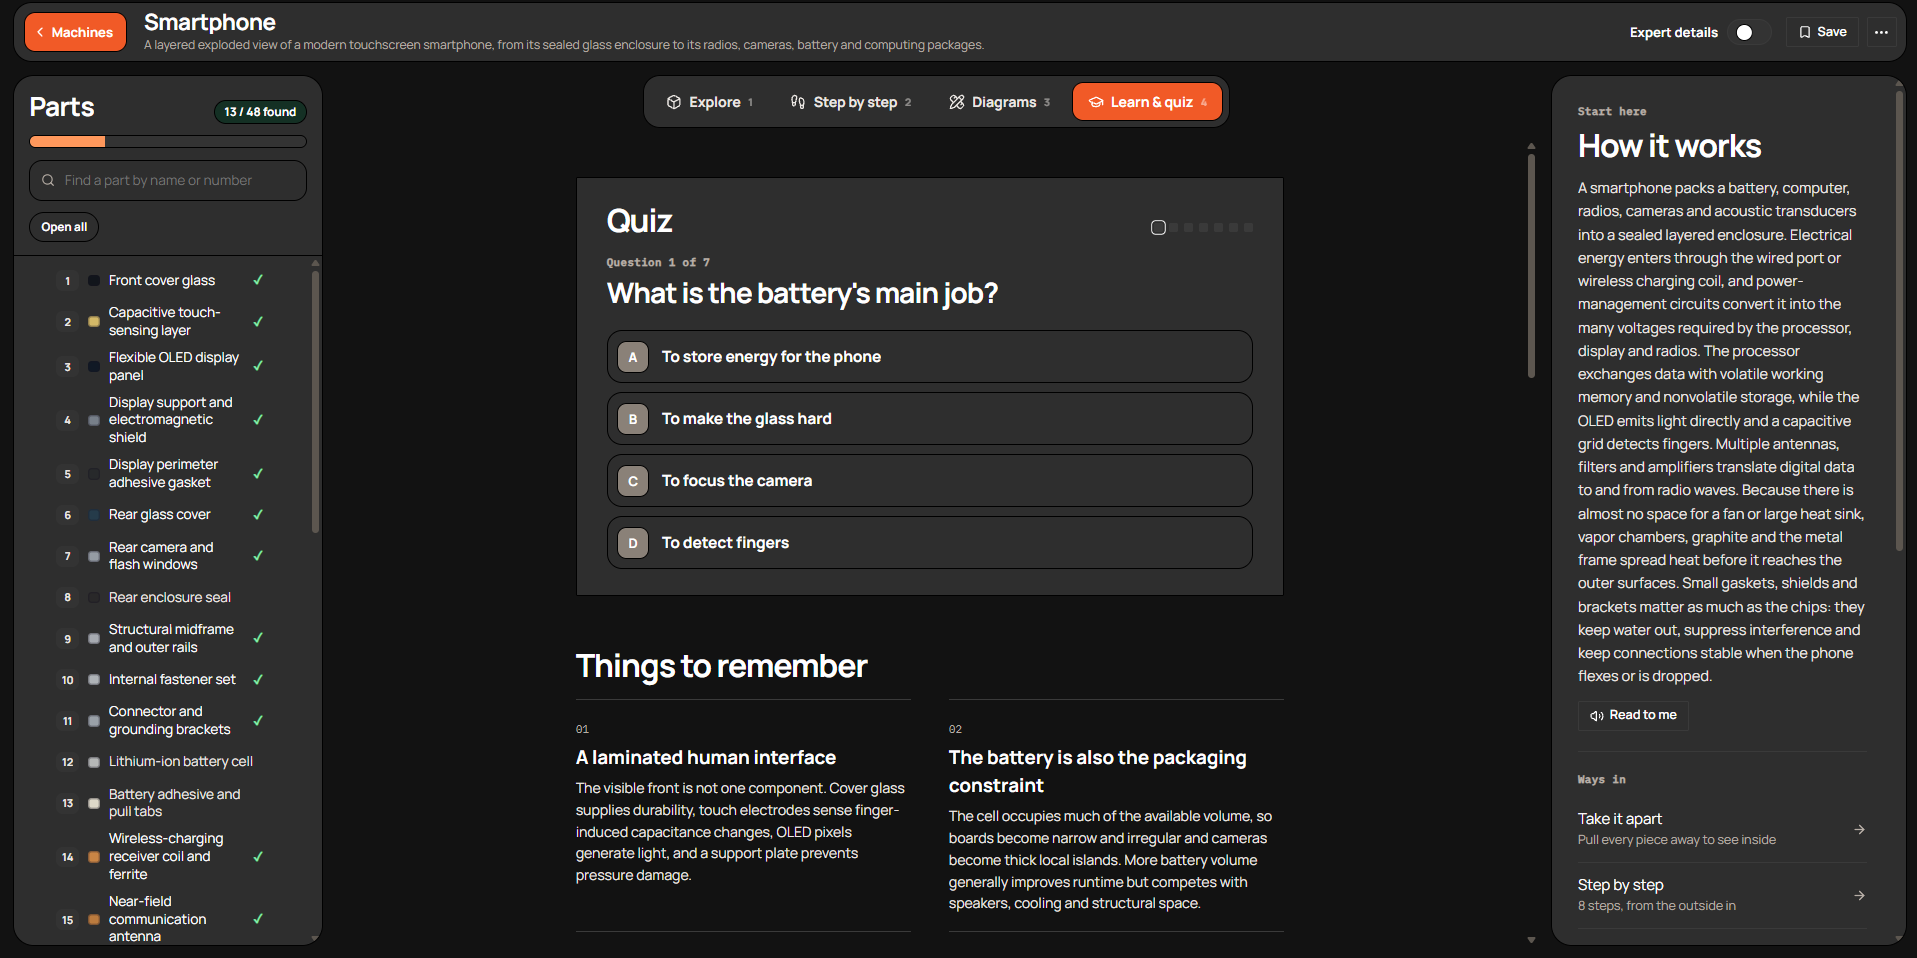 Machines
Smartphone
A layered exploded view of a modern touchscreen smartphone, from its sealed glass enclosure to its radios, cameras, battery and computing packages.
Expert details
Save
Parts
13 / 48 found
Find a part by name or number
Open all
1 Front cover glass
2 Capacitive touch-
sensing layer
3 Flexible OLED display
panel
4 Display support and
electromagnetic
shield
5 Display perimeter
adhesive gasket
6 Rear glass cover
7 Rear camera and
flash windows
8 Rear enclosure seal
9 Structural midframe
and outer rails
10 Internal fastener set
11 Connector and
grounding brackets
12 Lithium-ion battery cell
13 Battery adhesive and
pull tabs
14 Wireless-charging
receiver coil and
ferrite
15 Near-field
communication
antenna
Explore 1
Step by step 2
Diagrams 3
Learn & quiz 4
Quiz
Question 1 of 7
What is the battery's main job?
A To store energy for the phone
B To make the glass hard
C To focus the camera
D To detect fingers
Things to remember
01
A laminated human interface
The visible front is not one component. Cover glass
supplies durability, touch electrodes sense finger-
induced capacitance changes, OLED pixels
generate light, and a support plate prevents
pressure damage.
02
The battery is also the packaging
constraint
The cell occupies much of the available volume, so
boards become narrow and irregular and cameras
become thick local islands. More battery volume
generally improves runtime but competes with
speakers, cooling and structural space.
Start here
How it works
A smartphone packs a battery, computer,
radios, cameras and acoustic transducers
into a sealed layered enclosure. Electrical
energy enters through the wired port or
wireless charging coil, and power-
management circuits convert it into the
many voltages required by the processor,
display and radios. The processor
exchanges data with volatile working
memory and nonvolatile storage, while the
OLED emits light directly and a capacitive
grid detects fingers. Multiple antennas,
filters and amplifiers translate digital data
to and from radio waves. Because there is
almost no space for a fan or large heat sink,
vapor chambers, graphite and the metal
frame spread heat before it reaches the
outer surfaces. Small gaskets, shields and
brackets matter as much as the chips: they
keep water out, suppress interference and
keep connections stable when the phone
flexes or is dropped.
Read to me
Ways in
Take it apart
Pull every piece away to see inside
Step by step
8 steps, from the outside in